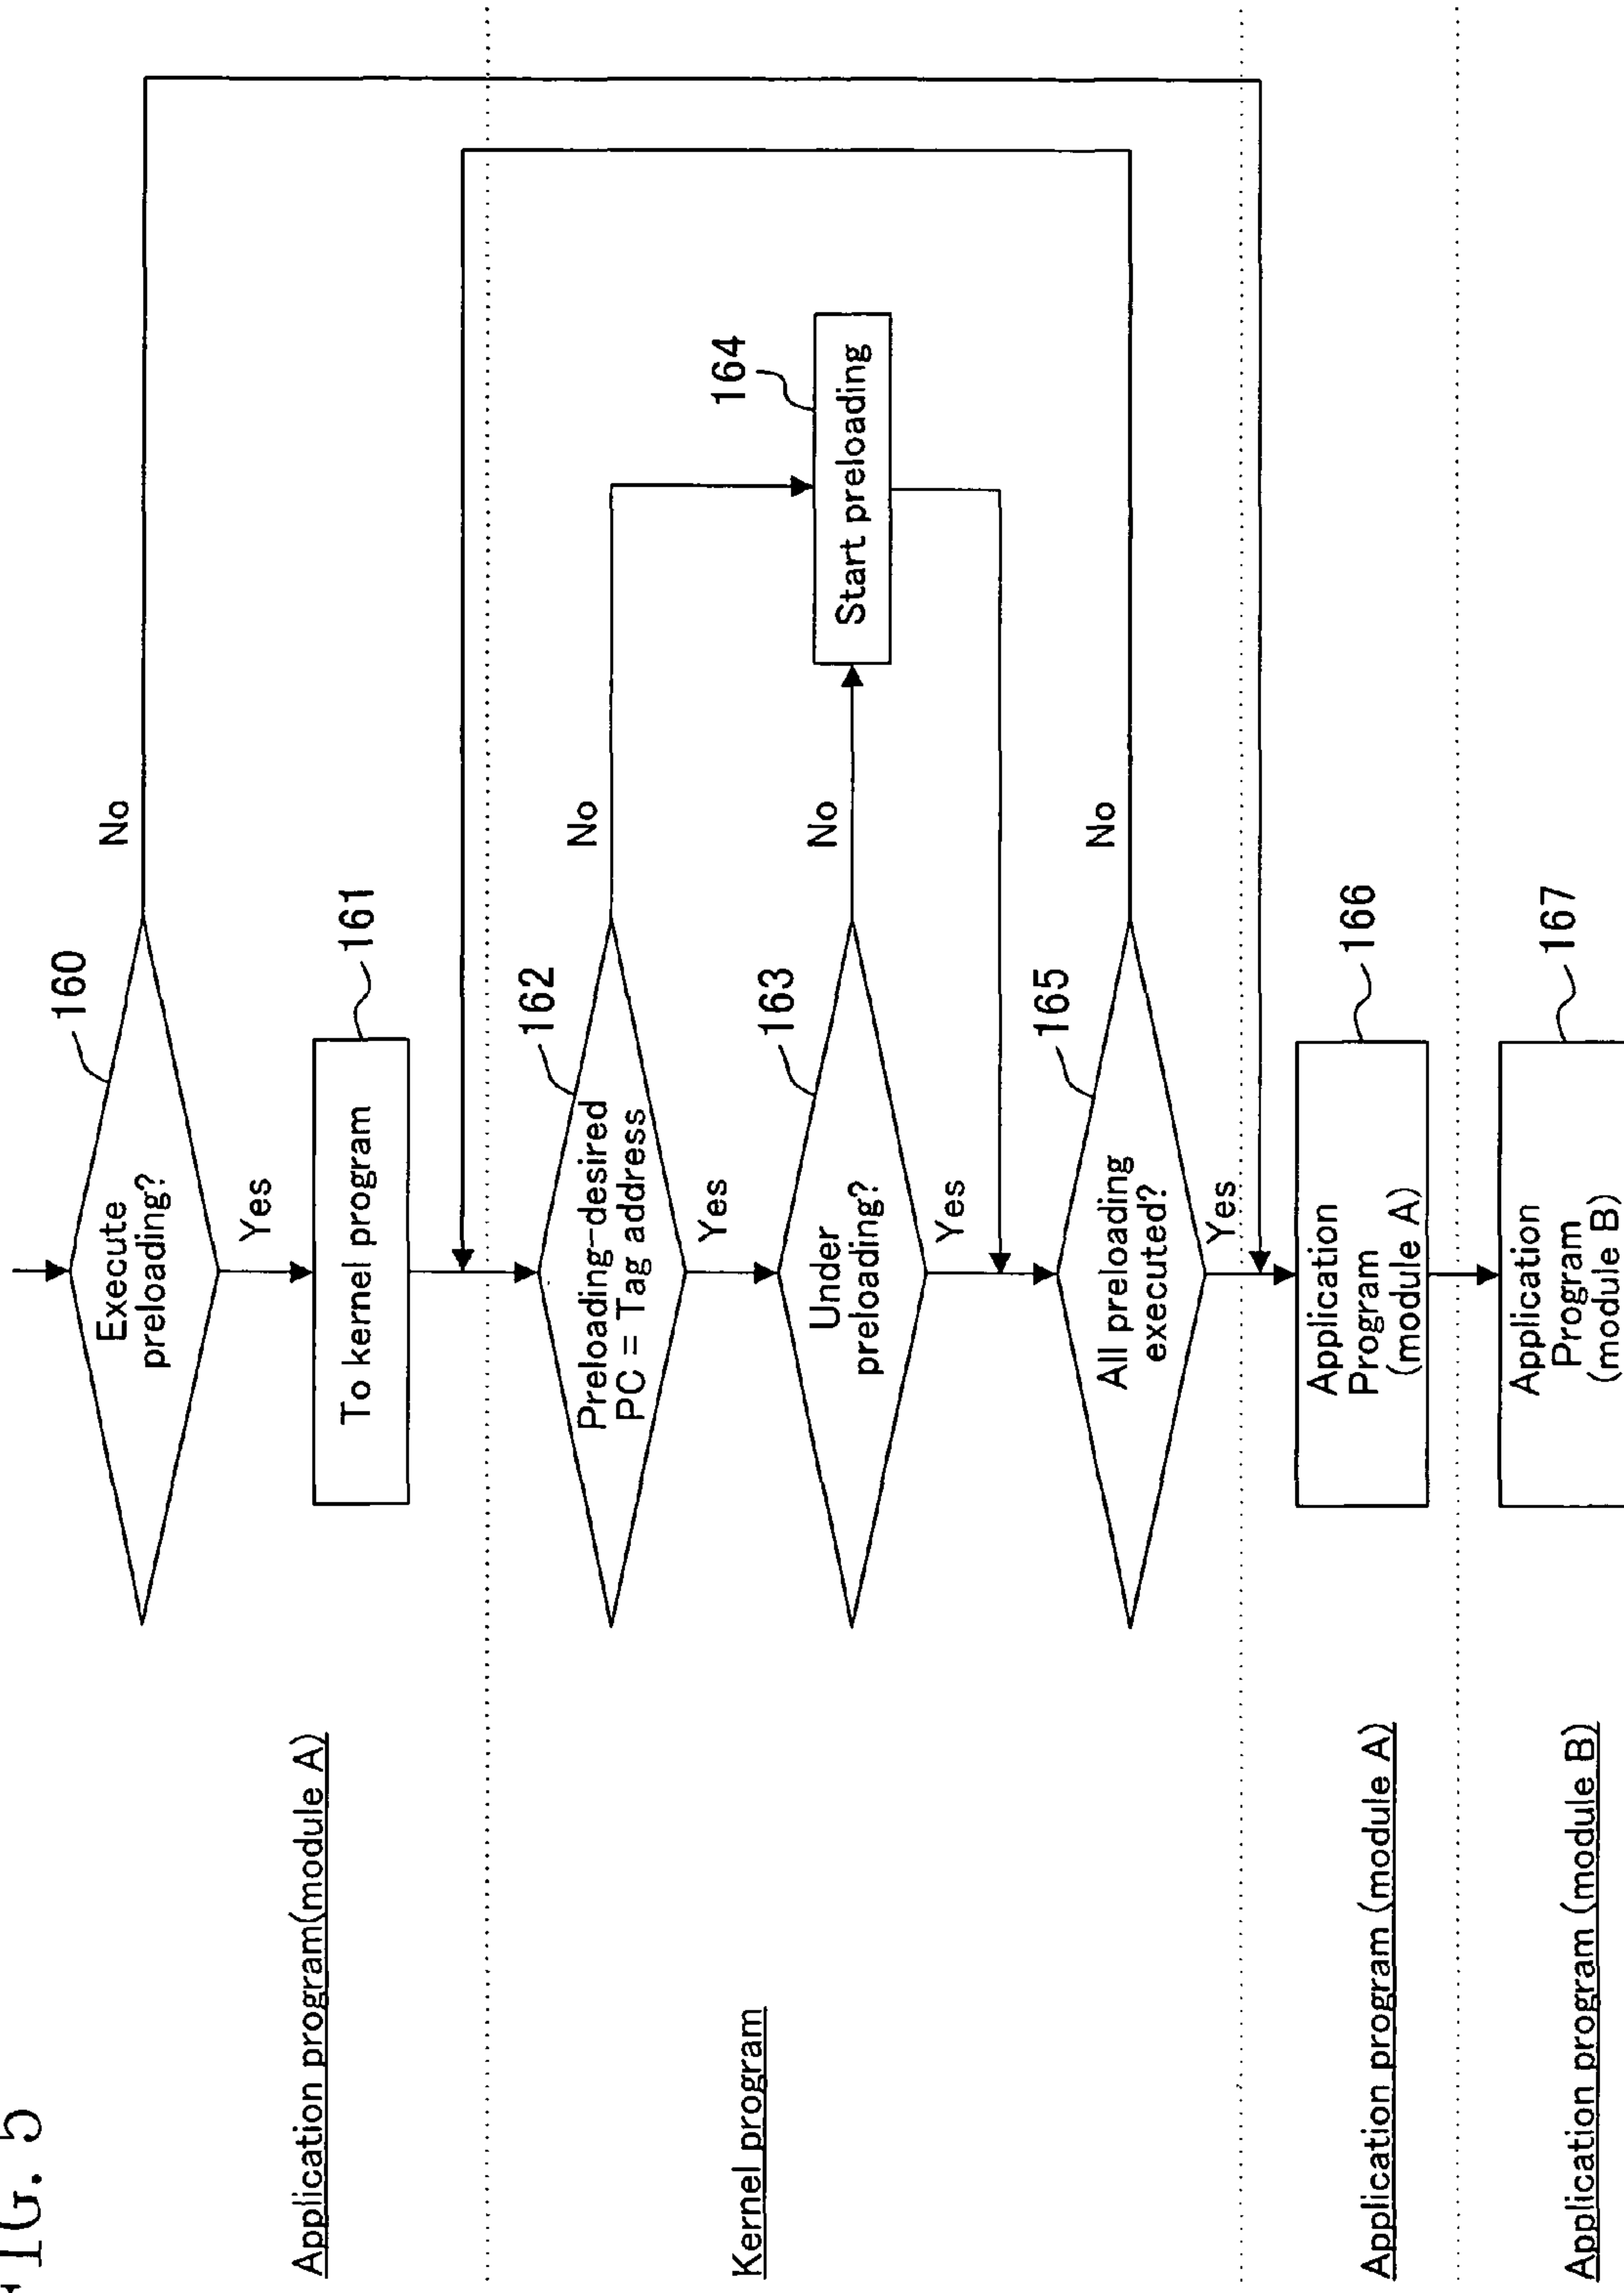 FIG. 5
Application program(module A)
Execute
preloading?
160
No
Yes
To kernel program
161
Kernel program
Preloading-desired
PC = Tag address
162
No
Yes
Under
preloading?
163
No
Yes
Start preloading
164
All preloading
executed?
165
No
Yes
Application program (module A)
Application
Program
(module A)
166
Application program (module B)
Application
Program
(module B)
167